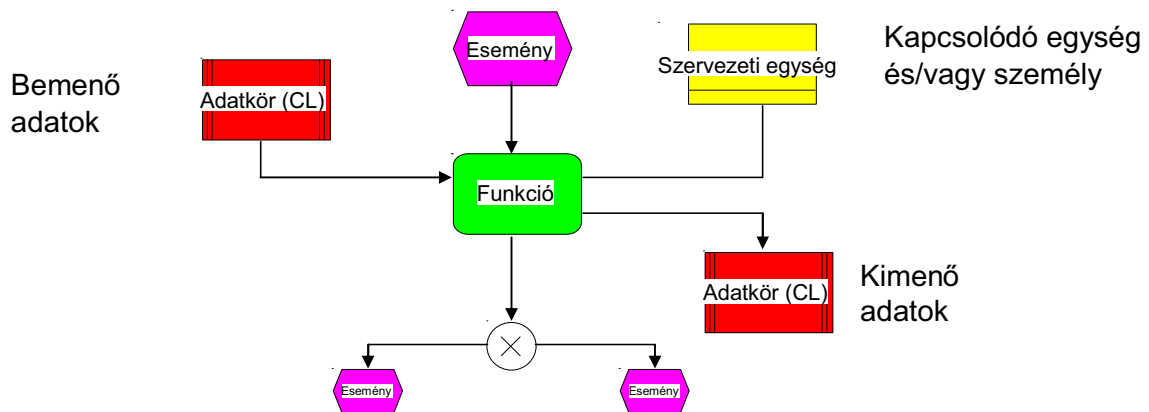 Esemény
Kapcsolódó egység
és/vagy személy
Szervezeti egység
Bemenő
adatok
Adatkör (CL)
Funkció
Kimenő
adatok
Adatkör (CL)
Esemény
Esemény